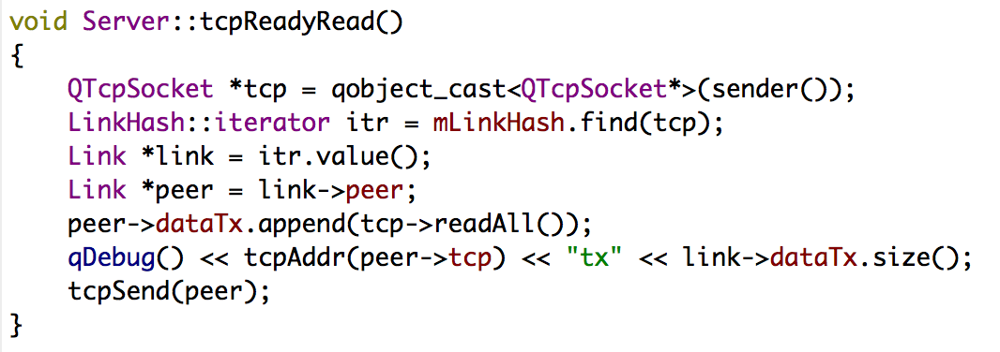 void Server::tcpReadyRead()
{
    QTcpSocket *tcp = qobject_cast<QTcpSocket*>(sender());
    LinkHash::iterator itr = mLinkHash.find(tcp);
    Link *link = itr.value();
    Link *peer = link->peer;
    peer->dataTx.append(tcp->readAll());
    qDebug() << tcpAddr(peer->tcp) << "tx" << link->dataTx.size();
    tcpSend(peer);
}